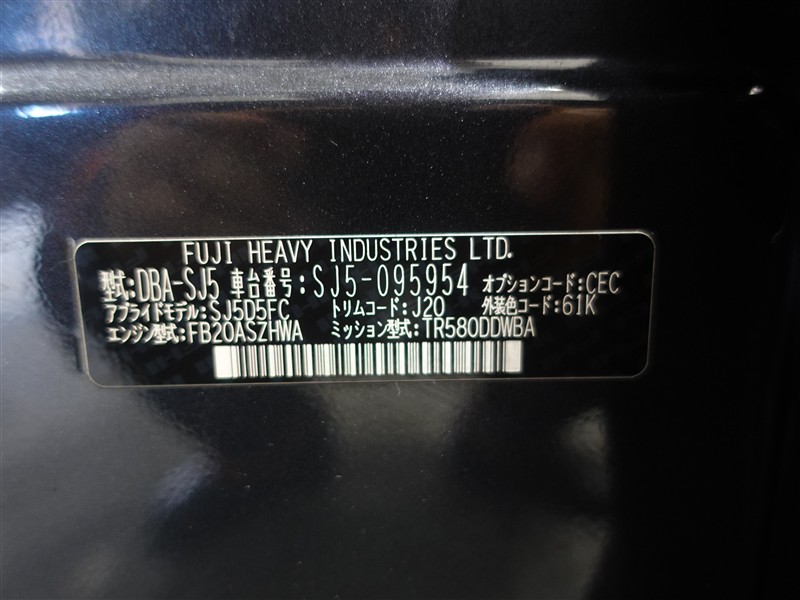 FUJI HEAVY INDUSTRIES LTD.
型式:DBA-SJ5 車台番号:SJ5-095954 オプションコード:CEC
アプライドモデル:SJ5D5FC トリムコード:J20 外装色コード:61K
エンジン型式:FB20ASZHWA ミッション型式:TR580DDWBA